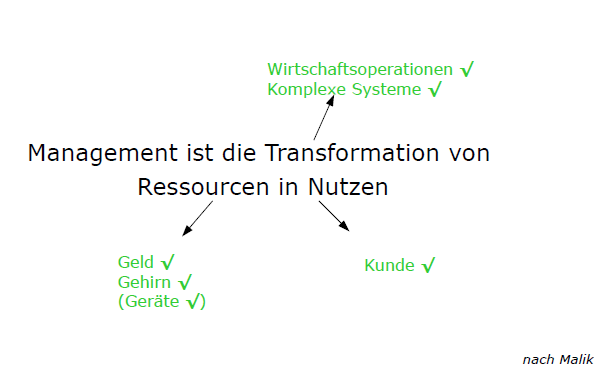 Wirtschaftsoperationen √
Komplexe Systeme √
Management ist die Transformation von
Ressourcen in Nutzen
Geld √
Gehirn √
(Geräte √)
Kunde √
nach Malik